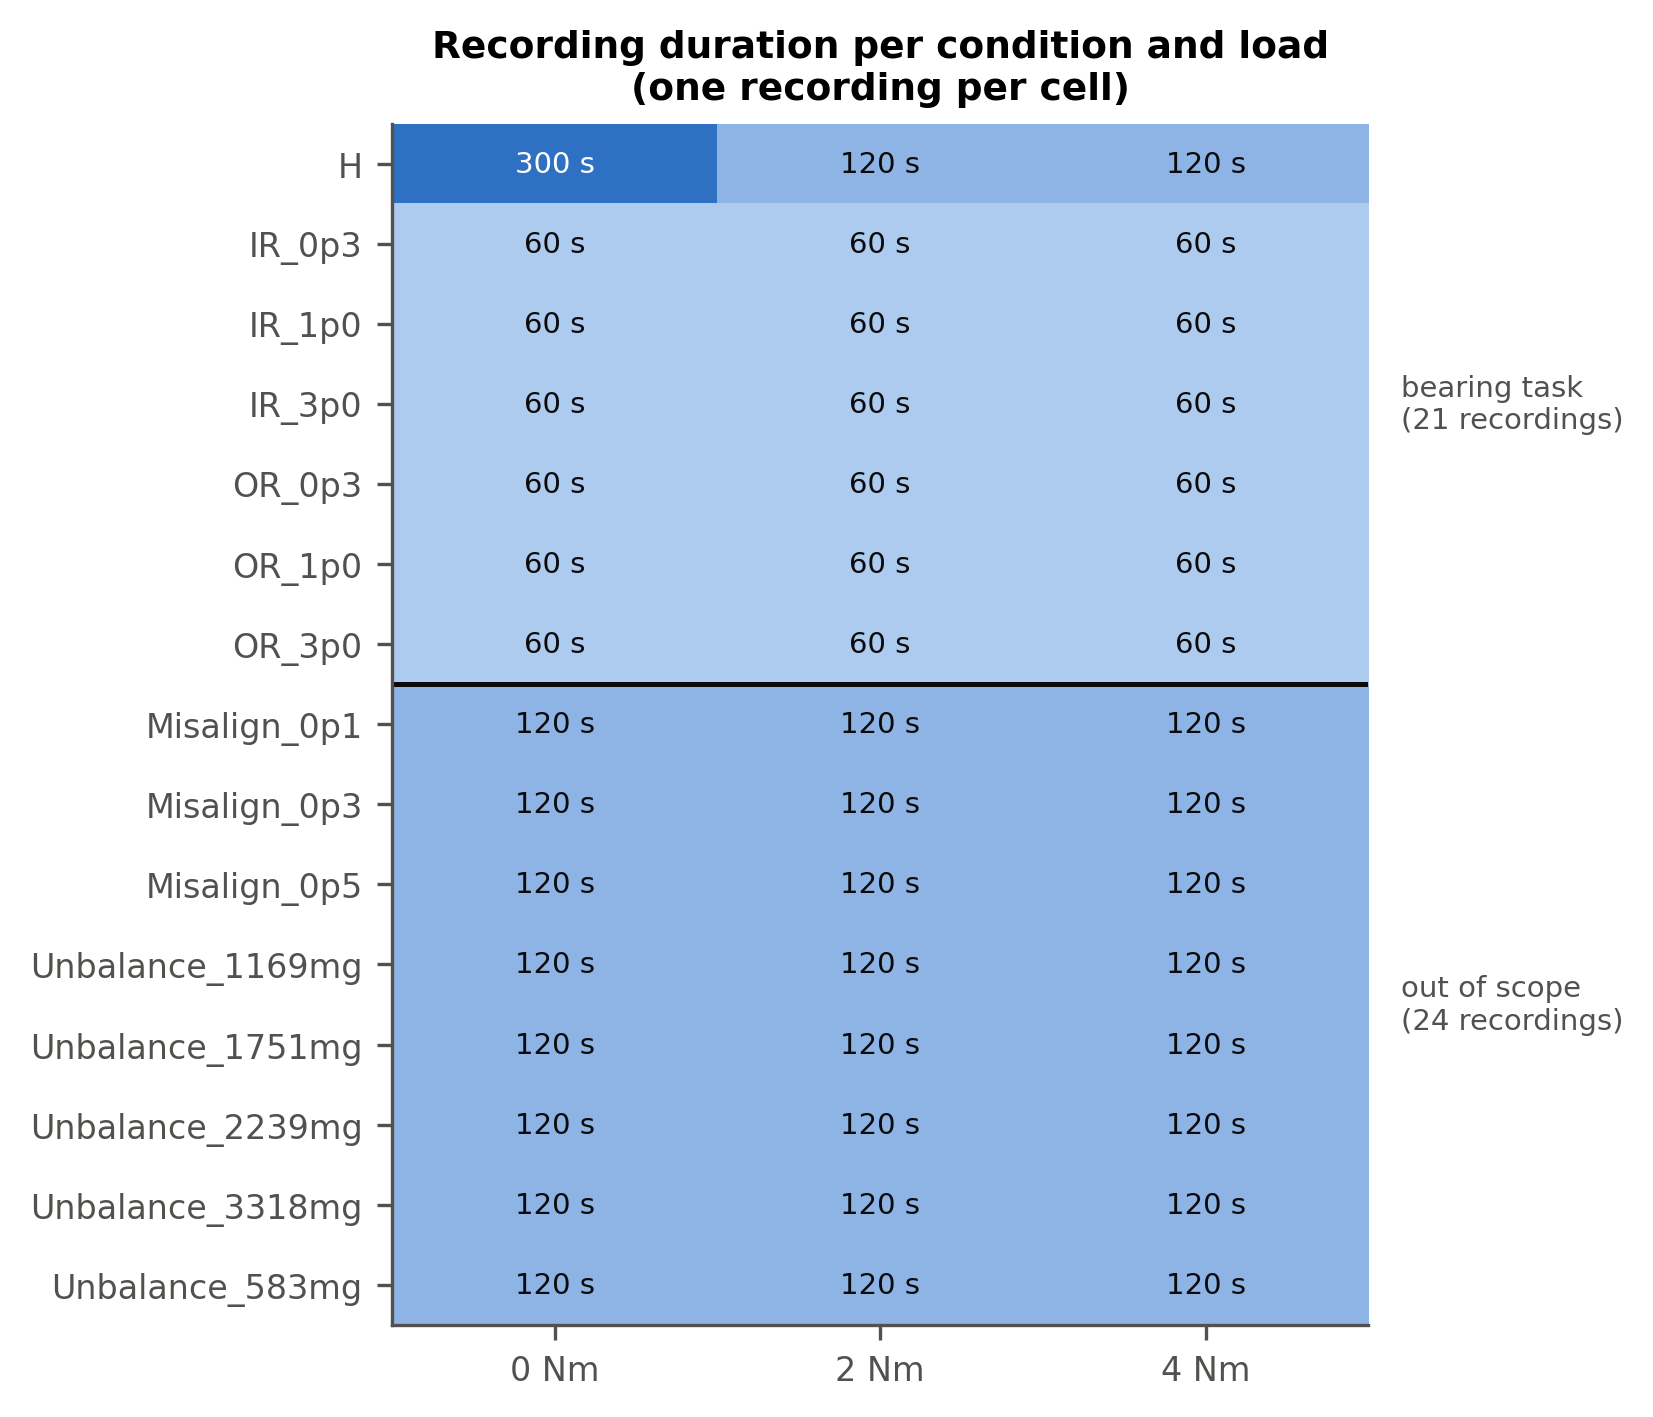 Recording duration per condition and load
(one recording per cell)
H 300 s 120 s 120 s
IR_0p3 60 s 60 s 60 s
IR_1p0 60 s 60 s 60 s
IR_3p0 60 s 60 s 60 s
bearing task
(21 recordings)
OR_0p3 60 s 60 s 60 s
OR_1p0 60 s 60 s 60 s
OR_3p0 60 s 60 s 60 s
Misalign_0p1 120 s 120 s 120 s
Misalign_0p3 120 s 120 s 120 s
Misalign_0p5 120 s 120 s 120 s
Unbalance_1169mg 120 s 120 s 120 s
out of scope
(24 recordings)
Unbalance_1751mg 120 s 120 s 120 s
Unbalance_2239mg 120 s 120 s 120 s
Unbalance_3318mg 120 s 120 s 120 s
Unbalance_583mg 120 s 120 s 120 s
0 Nm 2 Nm 4 Nm